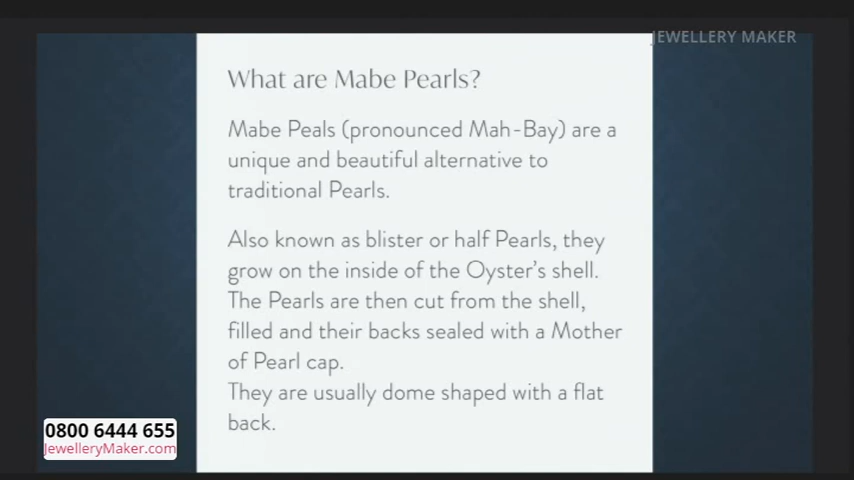 JEWELLERY MAKER
What are Mabe Pearls?
Mabe Peals (pronounced Mah-Bay) are a
unique and beautiful alternative to
traditional Pearls.
Also known as blister or half Pearls, they
grow on the inside of the Oyster's shell.
The Pearls are then cut from the shell,
filled and their backs sealed with a Mother
of Pearl cap.
They are usually dome shaped with a flat
back.
0800 6444 655
JewelleryMaker.com